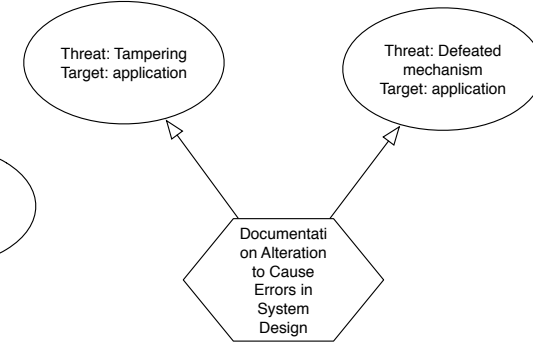 Threat: Tampering
Target: application
Threat: Defeated
mechanism
Target: application
Documentati
on Alteration
to Cause
Errors in
System
Design